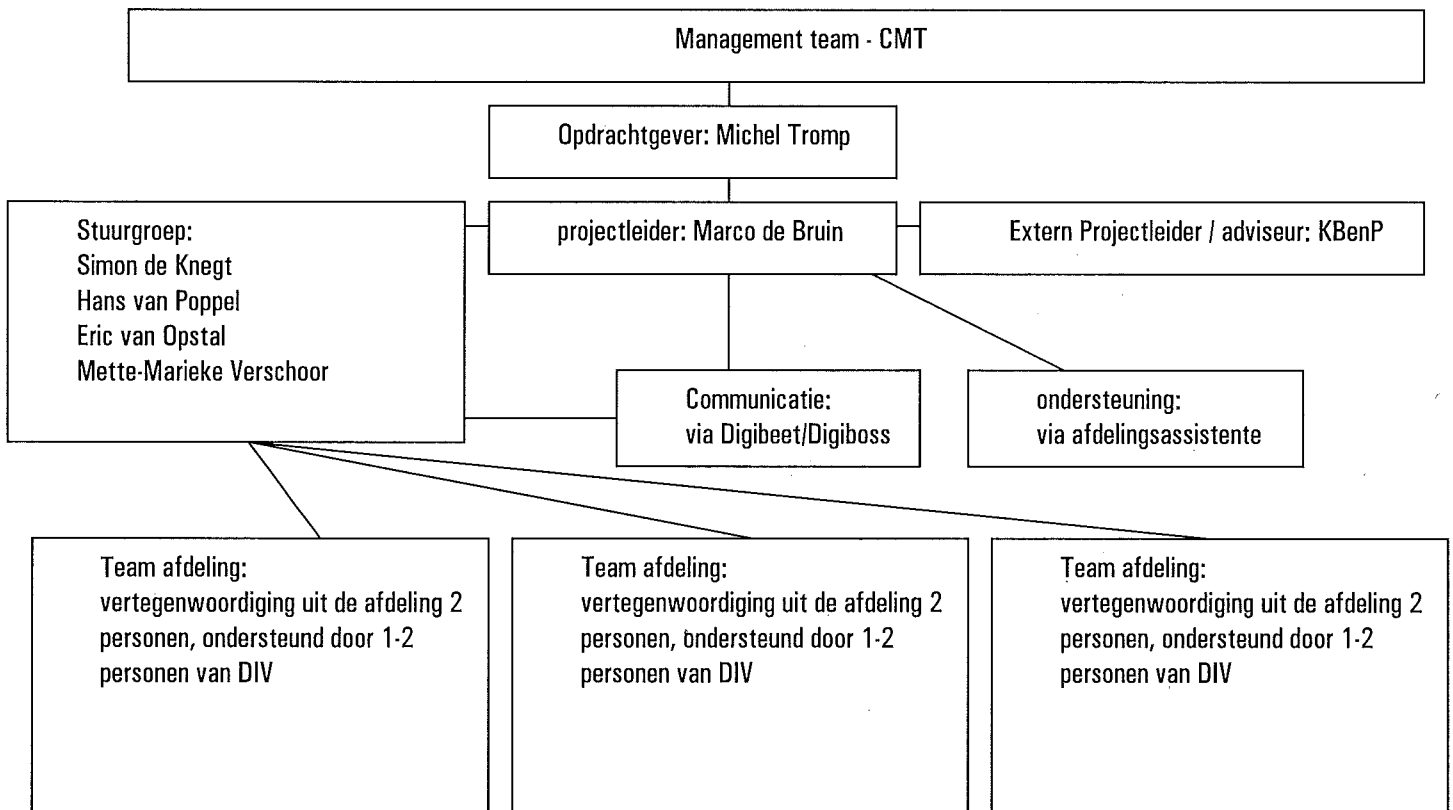 Management team - CMT
Opdrachtgever: Michel Tromp
Stuurgroep:
Simon de Knegt
Hans van Poppel
Eric van Opstal
Mette-Marieke Verschoor
projectleider: Marco de Bruin
Extern Projectleider / adviseur: KBenP
Communicatie:
via Digibeet/Digiboss
ondersteuning:
via afdelingsassistente
Team afdeling:
vertegenwoordiging uit de afdeling 2
personen, ondersteund door 1-2
personen van DIV
Team afdeling:
vertegenwoordiging uit de afdeling 2
personen, ondersteund door 1-2
personen van DIV
Team afdeling:
vertegenwoordiging uit de afdeling 2
personen, ondersteund door 1-2
personen van DIV